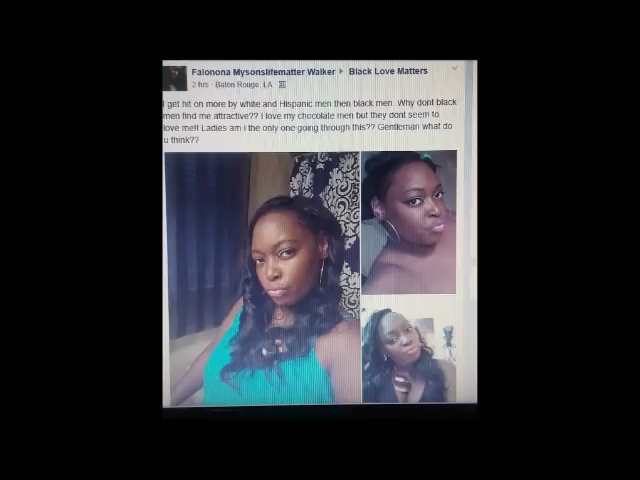 Falonona Mysonslifematter Walker ▸ Black Love Matters
2 hrs · Baton Rouge, LA ·
I get hit on more by white and Hispanic men then black men. Why dont black
men find me attractive?? I love my chocolate men but they dont seem to
love me!! Ladies am i the only one going through this?? Gentleman what do
u think??